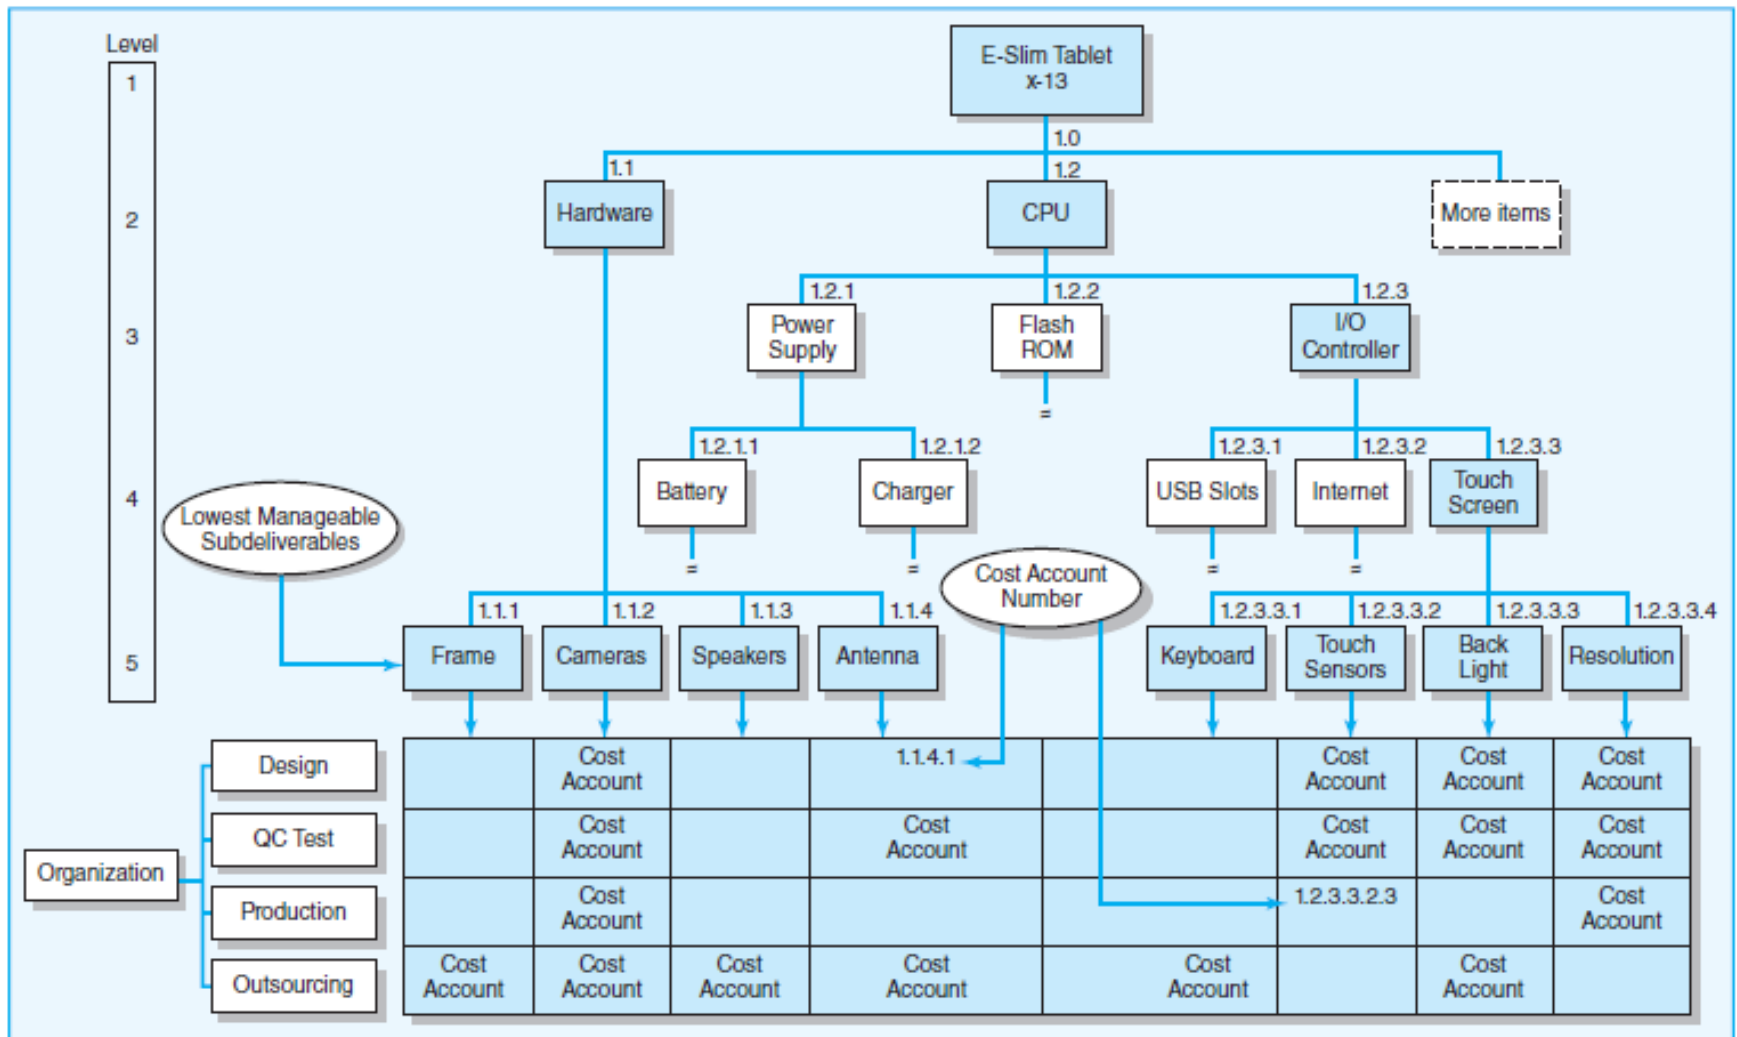 Level
E-Slim Tablet
x-13
1
1.0
1.1
1.2
Hardware
CPU
More items
2
1.2.1
1.2.2
1.2.3
Power
Supply
Flash
ROM
I/O
Controller
3
=
1.2.1.1
1.2.1.2
1.2.3.1
1.2.3.2
1.2.3.3
Battery
Charger
USB Slots
Internet
Touch
Screen
4
Lowest Manageable
Subdeliverables
=
=
=
=
Cost Account
Number
1.1.1
1.1.2
1.1.3
1.1.4
1.2.3.3.1
1.2.3.3.2
1.2.3.3.3
1.2.3.3.4
5
Frame
Cameras
Speakers
Antenna
Keyboard
Touch
Sensors
Back
Light
Resolution
Organization
Design
Cost
Account
1.1.4.1
Cost
Account
Cost
Account
Cost
Account
QC Test
Cost
Account
Cost
Account
Cost
Account
Cost
Account
Cost
Account
Production
Cost
Account
1.2.3.3.2.3
Cost
Account
Outsourcing
Cost
Account
Cost
Account
Cost
Account
Cost
Account
Cost
Account
Cost
Account